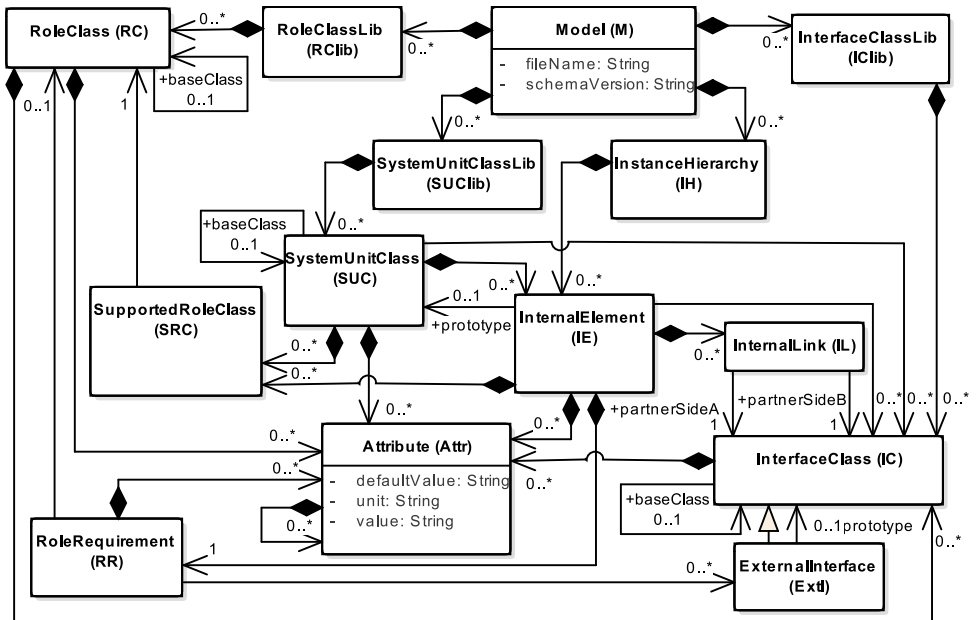 RoleClass (RC)
0..*
RoleClassLib
(RClib)
0..*
Model (M)
- fileName: String
- schemaVersion: String
0..*
InterfaceClassLib
(IClib)
+baseClass
0..1
0..1
1
0..*
SystemUnitClassLib
(SUClib)
0..*
InstanceHierarchy
(IH)
+baseClass
0..1
0..*
SystemUnitClass
(SUC)
0..*
0..*
0..1
+prototype
InternalElement
(IE)
SupportedRoleClass
(SRC)
0..*
0..*
0..*
InternalLink (IL)
+partnerSideA
+partnerSideB
0..*
0..*
0..*
1
1
0..*
0..*
0..*
Attribute (Attr)
- defaultValue: String
- unit: String
- value: String
0..*
0..*
0..*
InterfaceClass (IC)
+baseClass
0..1
0..1prototype
RoleRequirement
(RR)
1
0..*
0..*
ExternalInterface
(ExtI)